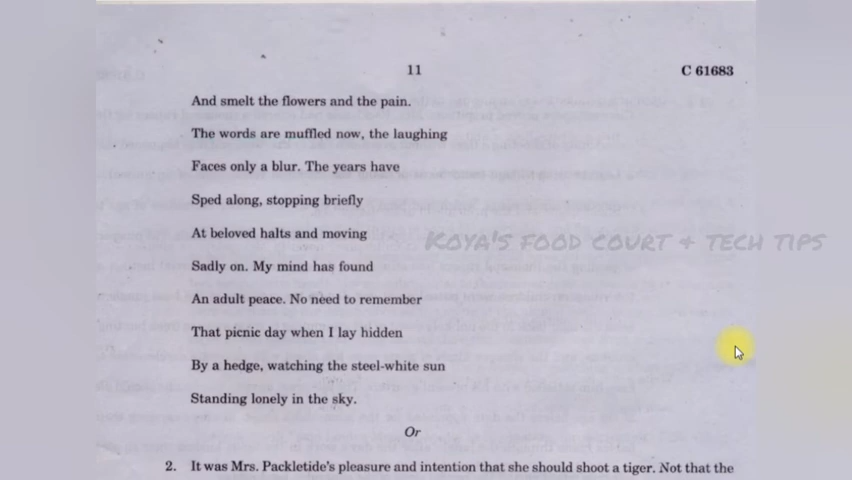 11
C 61683
And smelt the flowers and the pain.
The words are muffled now, the laughing
Faces only a blur. The years have
Sped along, stopping briefly
At beloved halts and moving
KOYA'S FOOD COURT & TECH TIPS
Sadly on. My mind has found
An adult peace. No need to remember
That picnic day when I lay hidden
By a hedge, watching the steel-white sun
Standing lonely in the sky.
Or
2. It was Mrs. Packletide's pleasure and intention that she should shoot a tiger. Not that the